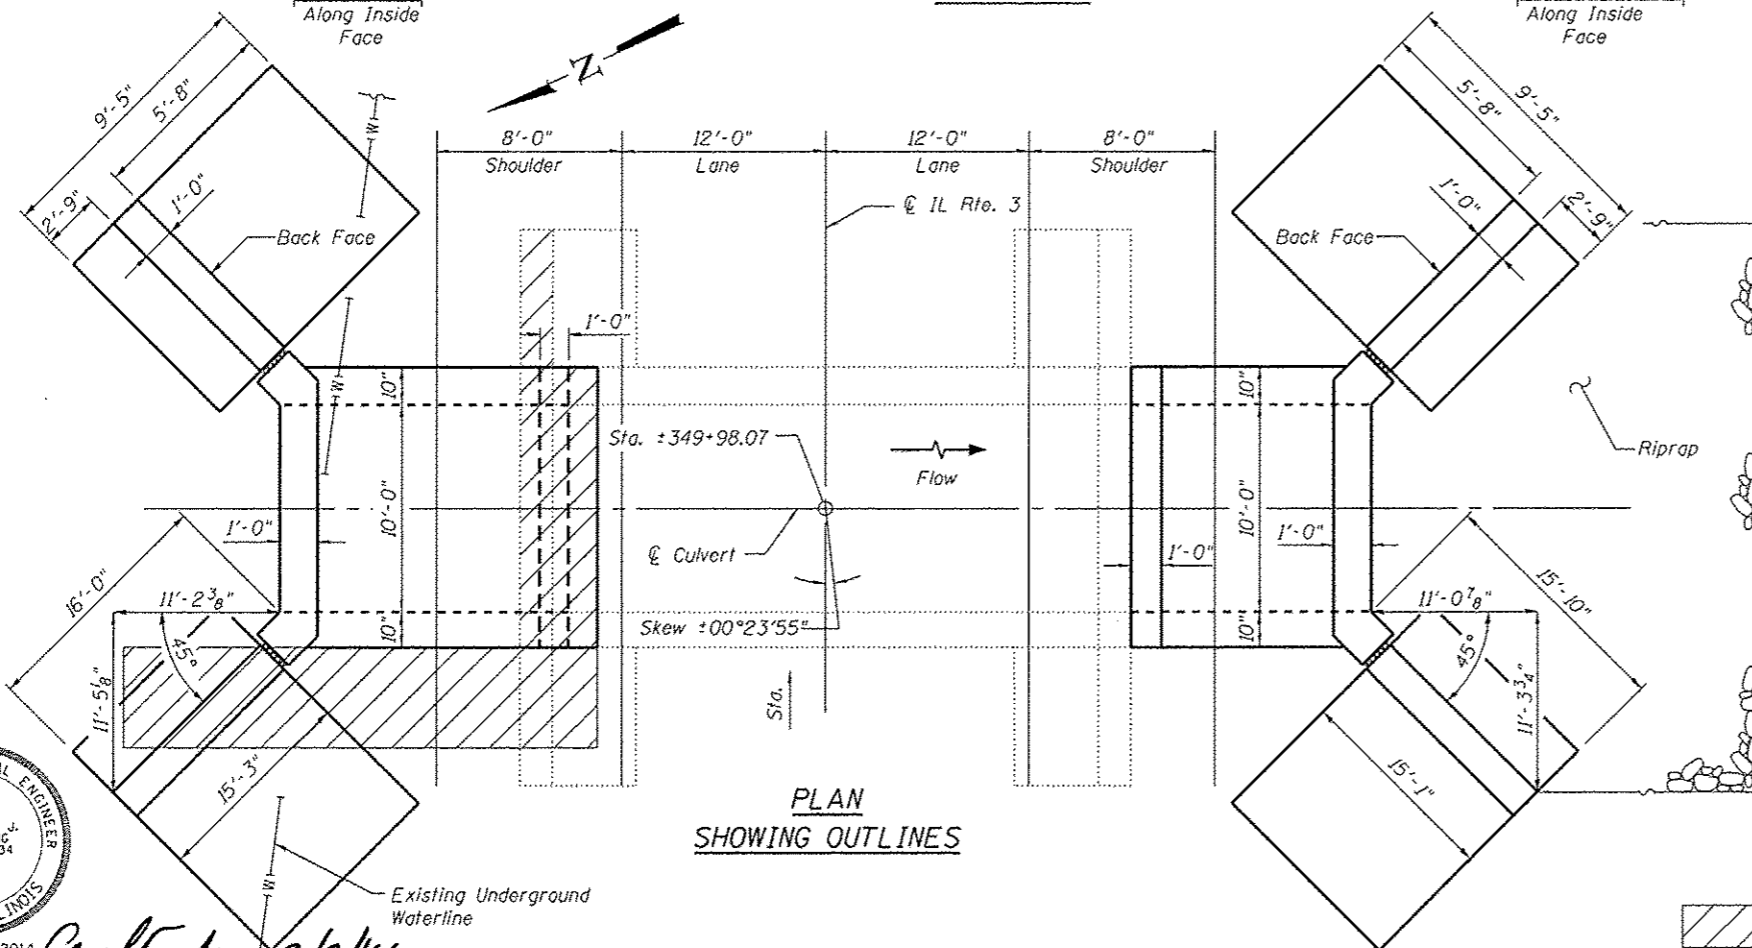 Along Inside
Face
Along Inside
Face
N
9'-5"
5'-8"
2'-9"
1'-0"
Back Face
W
8'-0"
Shoulder
12'-0"
Lane
12'-0"
Lane
8'-0"
Shoulder
℄ IL Rte. 3
9'-5"
5'-8"
2'-9"
1'-0"
Back Face
1'-0"
W
10"
10'-0"
10"
1'-0"
Sta. ±349+98.07
Flow
℄ Culvert
Skew ±00°23'55"
Sta.
10"
10'-0"
10"
1'-0"
1'-0"
Riprap
16'-0"
11'-2 3/8"
45°
11'-5 1/8"
15'-3"
15'-10"
11'-0 7/8"
45°
11'-3 3/4"
15'-1"
PLAN
SHOWING OUTLINES
W
Existing Underground
Waterline
ENGINEER